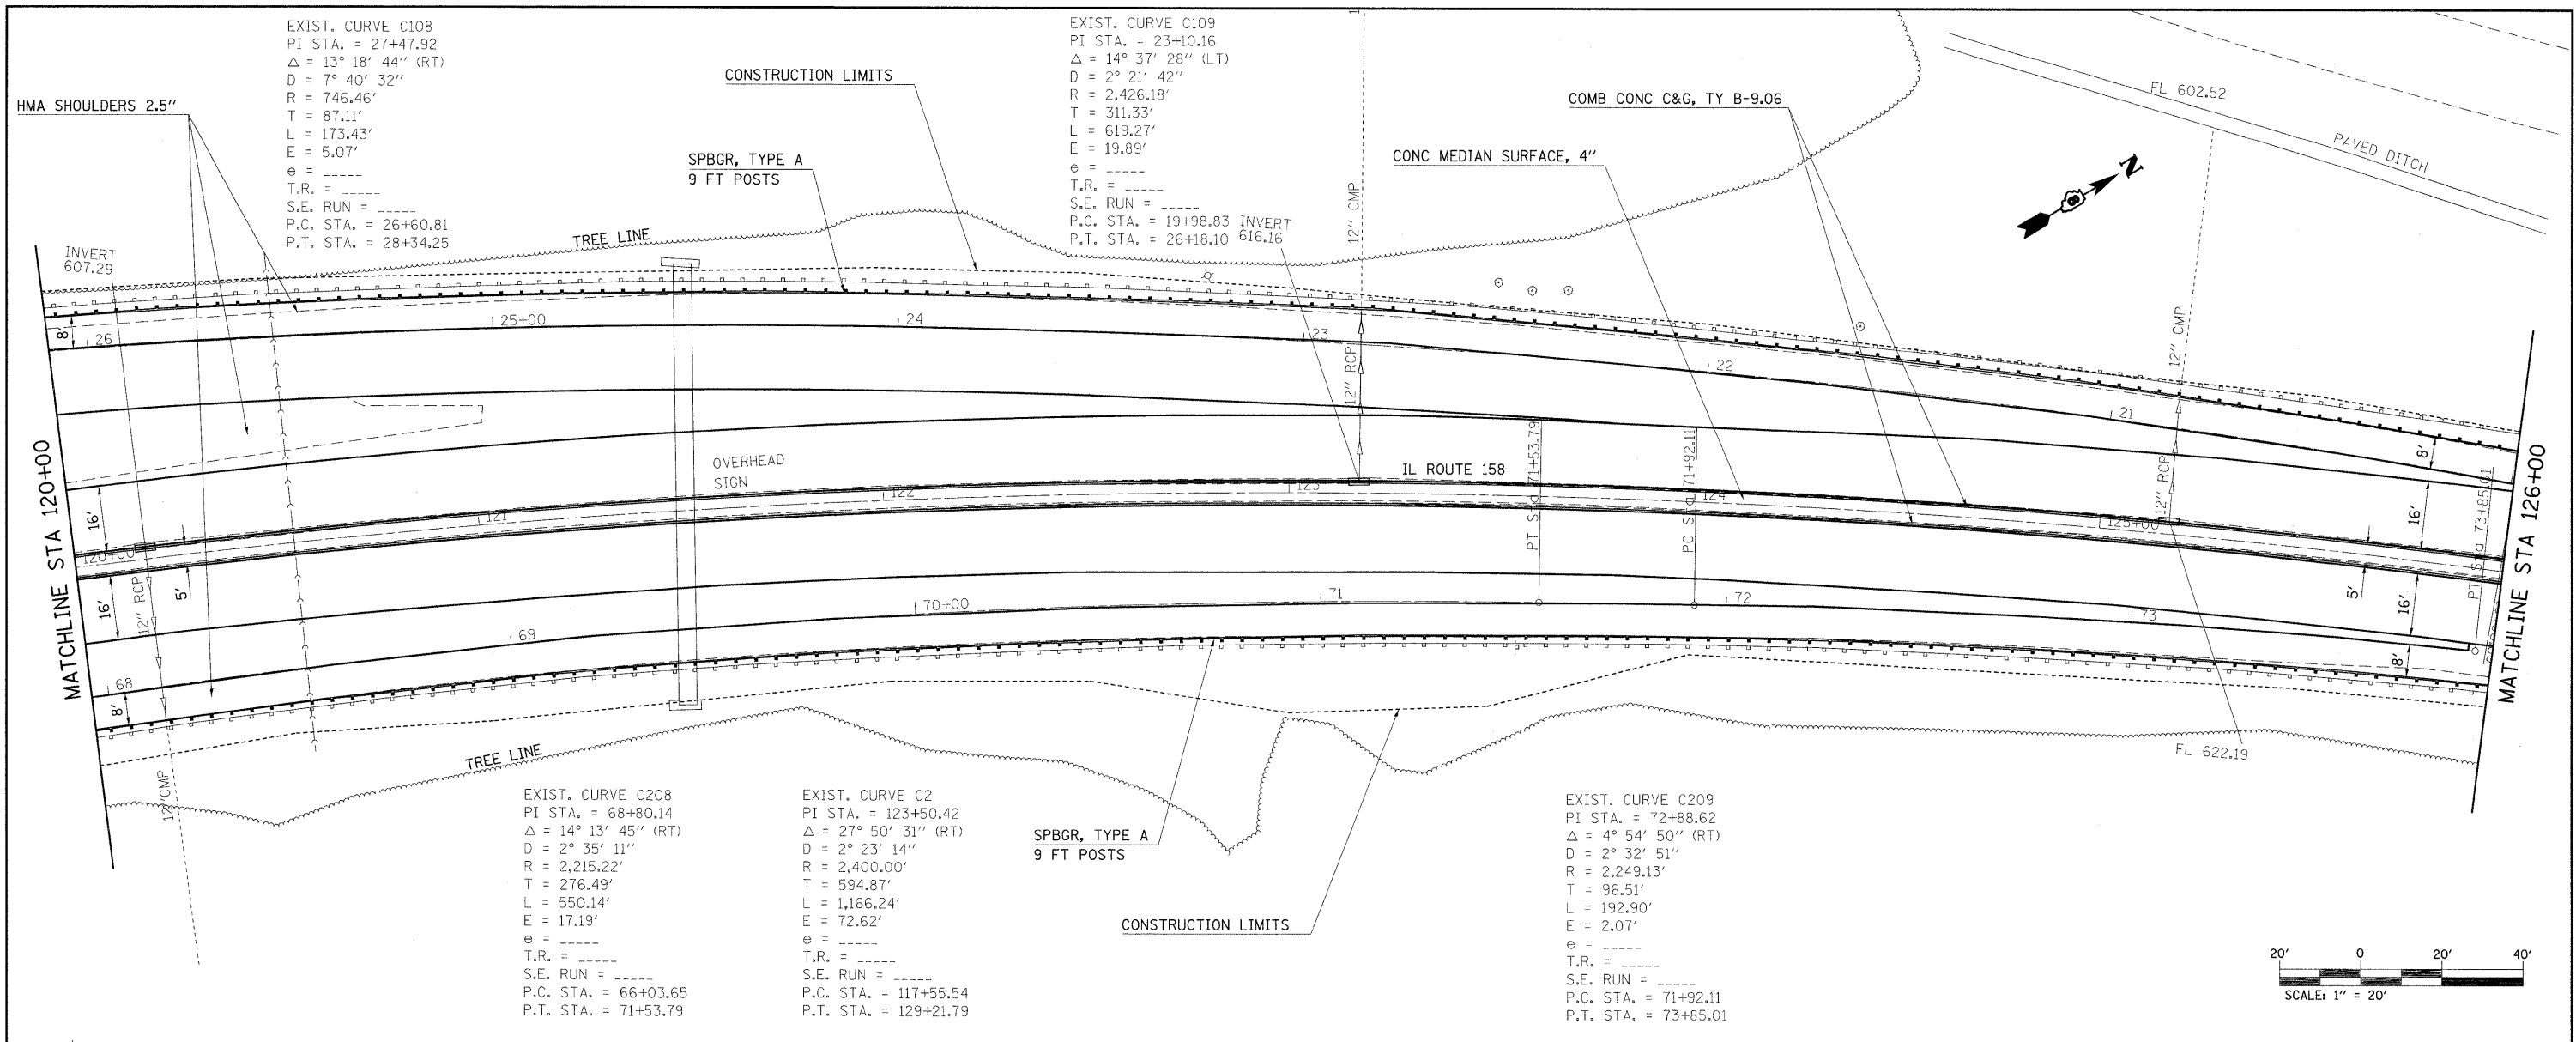 EXIST. CURVE C108
PI STA. = 27+47.92
Δ = 13° 18' 44" (RT)
D = 7° 40' 32"
R = 746.46'
T = 87.11'
L = 173.43'
E = 5.07'
e = _____
T.R. = _____
S.E. RUN = _____
P.C. STA. = 26+60.81
P.T. STA. = 28+34.25
EXIST. CURVE C109
PI STA. = 23+10.16
Δ = 14° 37' 28" (LT)
D = 2° 21' 42"
R = 2,426.18'
T = 311.33'
L = 619.27'
E = 19.89'
e = _____
T.R. = _____
S.E. RUN = _____
P.C. STA. = 19+98.83
P.T. STA. = 26+18.10
INVERT
616.16
HMA SHOULDERS 2.5"
CONSTRUCTION LIMITS
SPBGR, TYPE A
9 FT POSTS
COMB CONC C&G, TY B-9.06
CONC MEDIAN SURFACE, 4"
FL 602.52
PAVED DITCH
N
12" CMP
12" CMP
TREE LINE
INVERT
607.29
8'
26
25+00
24
23
22
21
8'
12" RCP
OVERHEAD
SIGN
IL ROUTE 158
PT Sta 71+53.79
PC Sta 71+92.11
12" RCP
PT Sta 73+85.01
MATCHLINE STA 120+00
MATCHLINE STA 126+00
16'
120+00
121
122
123
124
125+00
16'
5'
5'
16'
16'
12" RCP
68
69
70+00
71
72
73
8'
8'
TREE LINE
12" CMP
FL 622.19
EXIST. CURVE C208
PI STA. = 68+80.14
Δ = 14° 13' 45" (RT)
D = 2° 35' 11"
R = 2,215.22'
T = 276.49'
L = 550.14'
E = 17.19'
e = _____
T.R. = _____
S.E. RUN = _____
P.C. STA. = 66+03.65
P.T. STA. = 71+53.79
EXIST. CURVE C2
PI STA. = 123+50.42
Δ = 27° 50' 31" (RT)
D = 2° 23' 14"
R = 2,400.00'
T = 594.87'
L = 1,166.24'
E = 72.62'
e = _____
T.R. = _____
S.E. RUN = _____
P.C. STA. = 117+55.54
P.T. STA. = 129+21.79
SPBGR, TYPE A
9 FT POSTS
CONSTRUCTION LIMITS
EXIST. CURVE C209
PI STA. = 72+88.62
Δ = 4° 54' 50" (RT)
D = 2° 32' 51"
R = 2,249.13'
T = 96.51'
L = 192.90'
E = 2.07'
e = _____
T.R. = _____
S.E. RUN = _____
P.C. STA. = 71+92.11
P.T. STA. = 73+85.01
20' 0 20' 40'
SCALE: 1" = 20'